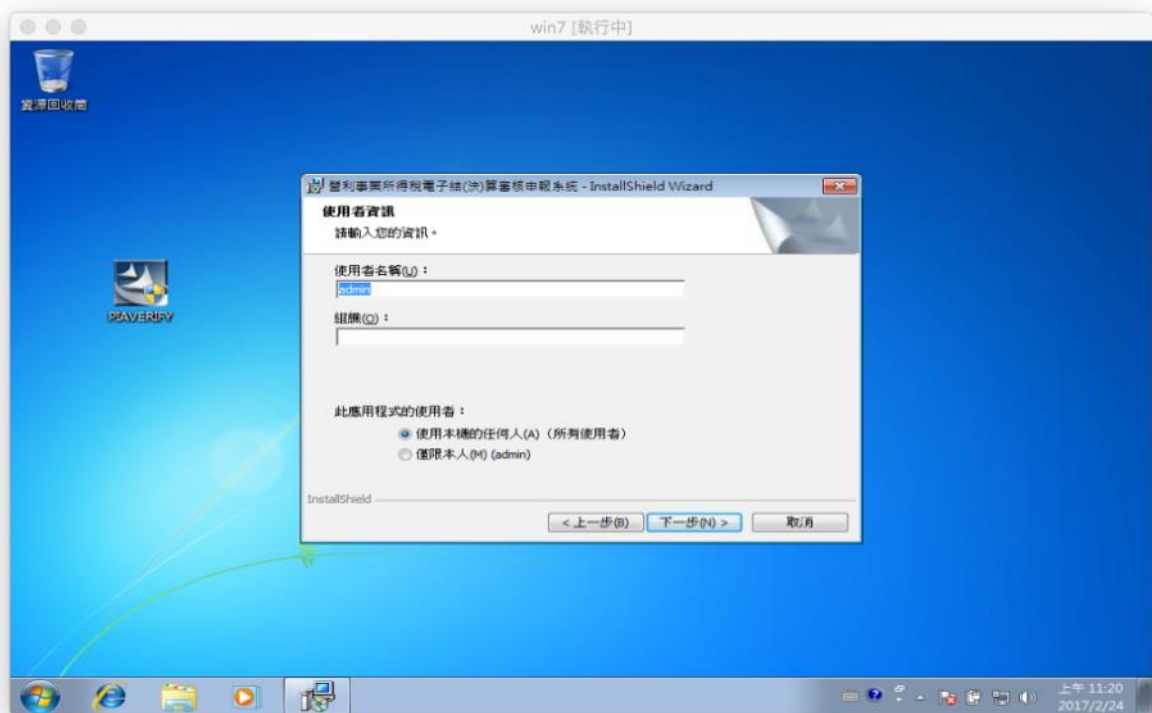 win7 [執行中]
資源回收筒
營利事業所得稅電子結(決)算審核申報系統 - InstallShield Wizard
使用者資訊
請輸入您的資訊。
使用者名稱(U)：
admin
組織(O)：
PIAVERIFY
此應用程式的使用者：
使用本機的任何人(A)（所有使用者）
僅限本人(M) (admin)
InstallShield
< 上一步(B)
下一步(N) >
取消
上午 11:20
2017/2/24